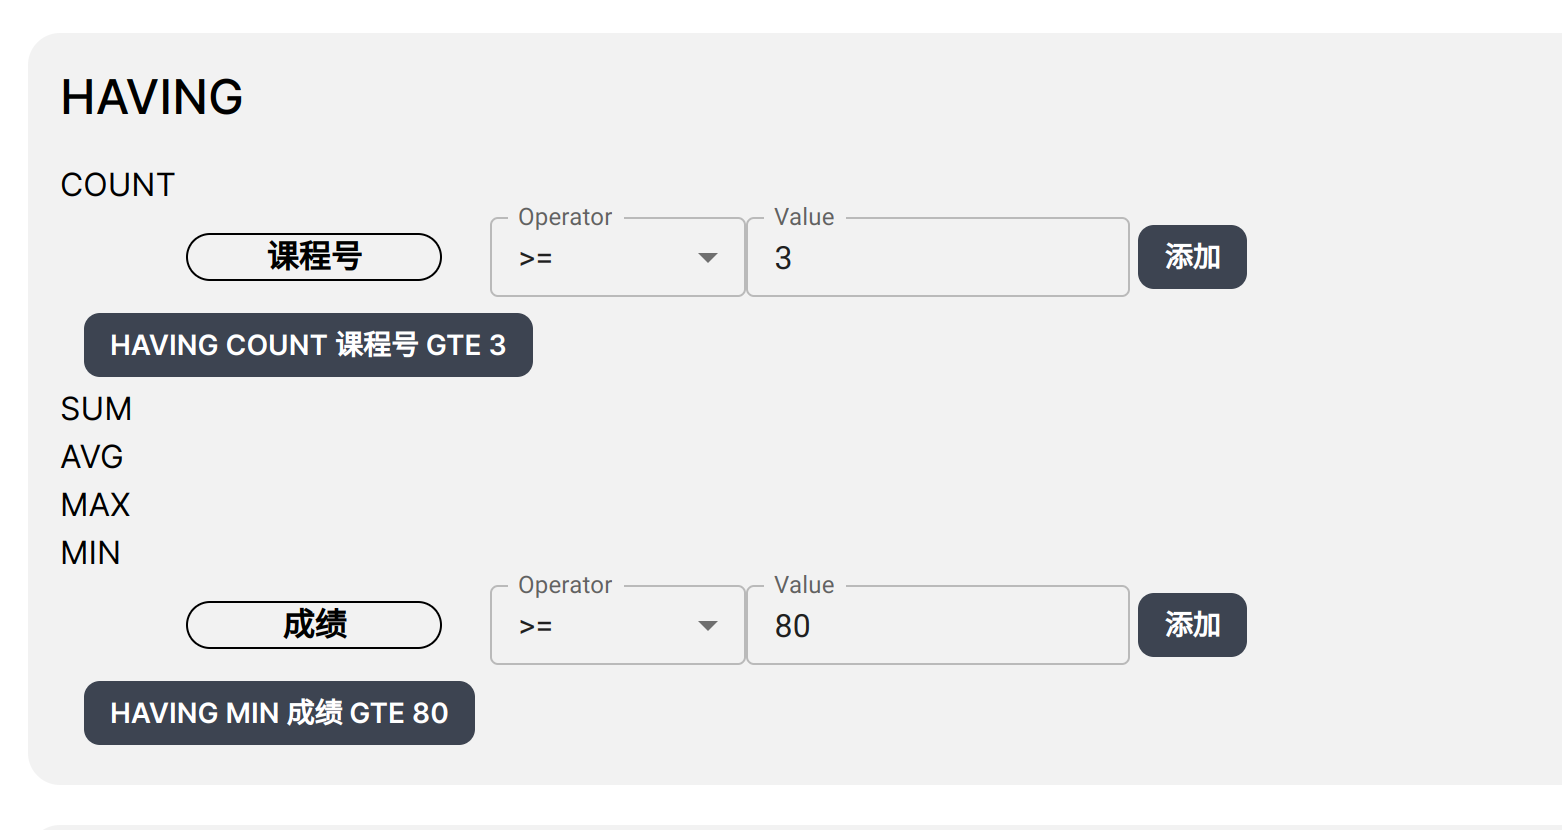 HAVING
COUNT
课程号
Operator
>=
Value
3
添加
HAVING COUNT 课程号 GTE 3
SUM
AVG
MAX
MIN
成绩
Operator
>=
Value
80
添加
HAVING MIN 成绩 GTE 80